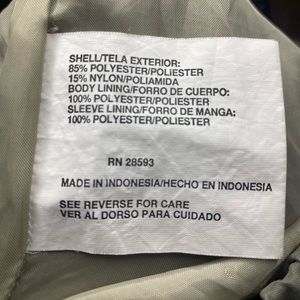 SHELL/TELA EXTERIOR:
85% POLYESTER/POLIESTER
15% NYLON/POLIAMIDA
BODY LINING/FORRO DE CUERPO:
100% POLYESTER/POLIESTER
SLEEVE LINING/FORRO DE MANGA:
100% POLYESTER/POLIESTER
RN 28593
MADE IN INDONESIA/HECHO EN INDONESIA
SEE REVERSE FOR CARE
VER AL DORSO PARA CUIDADO